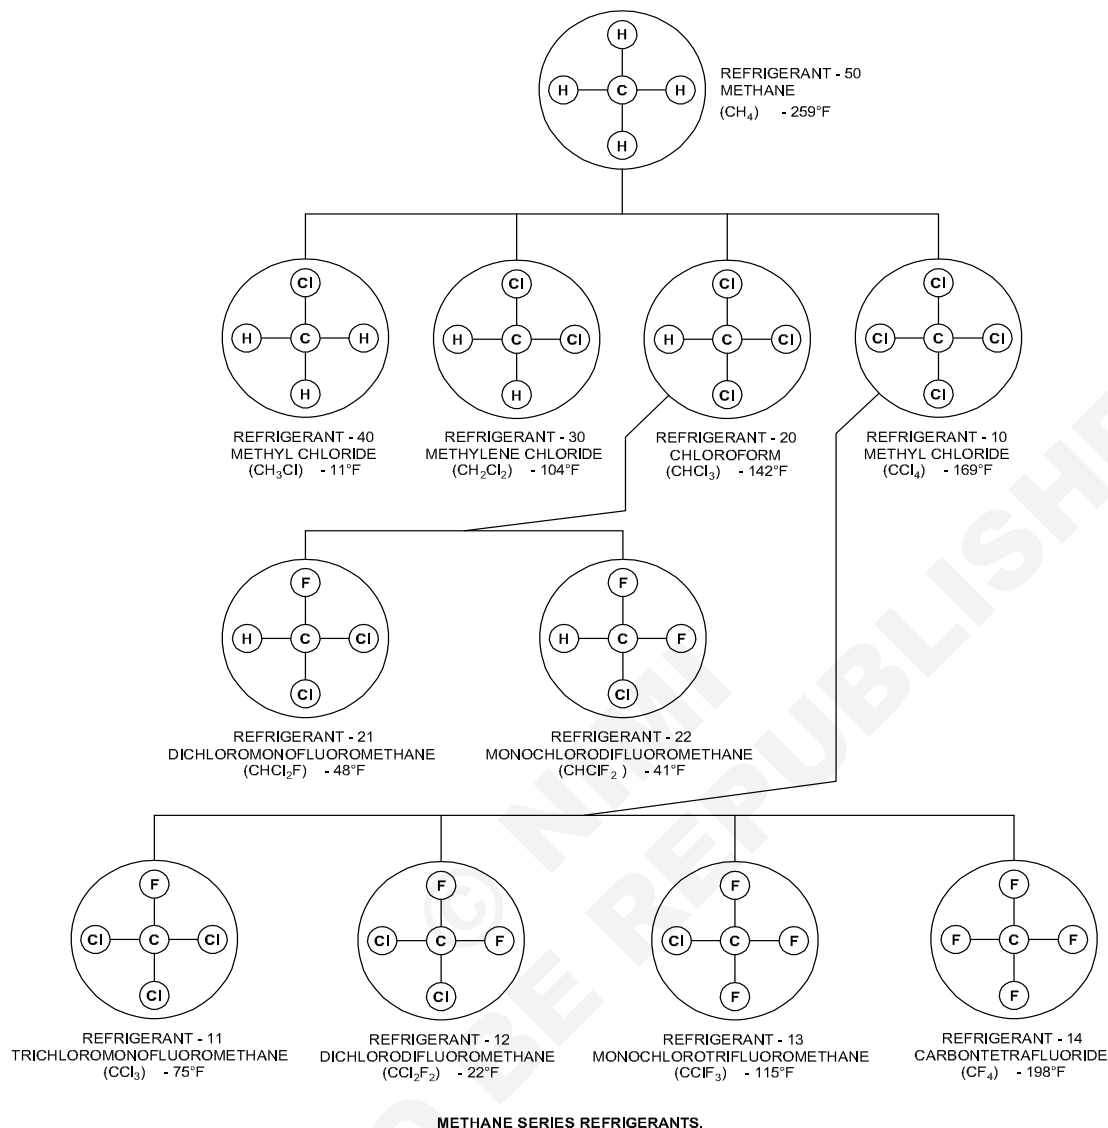 H
H C H
H
REFRIGERANT - 50
METHANE
(CH₄) - 259°F
Cl
H C H
H
REFRIGERANT - 40
METHYL CHLORIDE
(CH₃Cl) - 11°F
Cl
H C Cl
H
REFRIGERANT - 30
METHYLENE CHLORIDE
(CH₂Cl₂) - 104°F
Cl
H C Cl
Cl
REFRIGERANT - 20
CHLOROFORM
(CHCl₃) - 142°F
Cl
Cl C Cl
Cl
REFRIGERANT - 10
METHYL CHLORIDE
(CCl₄) - 169°F
F
H C Cl
Cl
REFRIGERANT - 21
DICHLOROMONOFLUOROMETHANE
(CHCl₂F) - 48°F
F
H C F
Cl
REFRIGERANT - 22
MONOCHLORODIFLUOROMETHANE
(CHClF₂ ) - 41°F
F
Cl C Cl
Cl
REFRIGERANT - 11
TRICHLOROMONOFLUOROMETHANE
(CCl₃) - 75°F
F
Cl C F
Cl
REFRIGERANT - 12
DICHLORODIFLUOROMETHANE
(CCl₂F₂) - 22°F
F
Cl C F
F
REFRIGERANT - 13
MONOCHLOROTRIFLUOROMETHANE
(CClF₃) - 115°F
F
F C F
F
REFRIGERANT - 14
CARBONTETRAFLUORIDE
(CF₄) - 198°F
METHANE SERIES REFRIGERANTS.
© NIMI
O BE REPUBLISHE